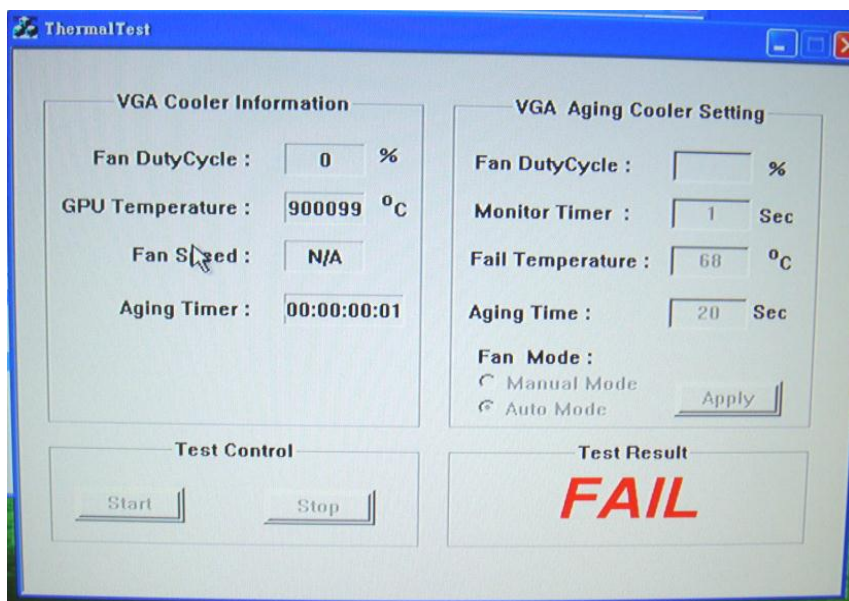 ThermalTest
VGA Cooler Information
Fan DutyCycle : 0 %
GPU Temperature : 900099 °C
Fan Speed : N/A
Aging Timer : 00:00:00:01
VGA Aging Cooler Setting
Fan DutyCycle : %
Monitor Timer : 1 Sec
Fail Temperature : 68 °C
Aging Time : 20 Sec
Fan Mode :
Manual Mode
Auto Mode
Apply
Test Control
Start Stop
Test Result
FAIL